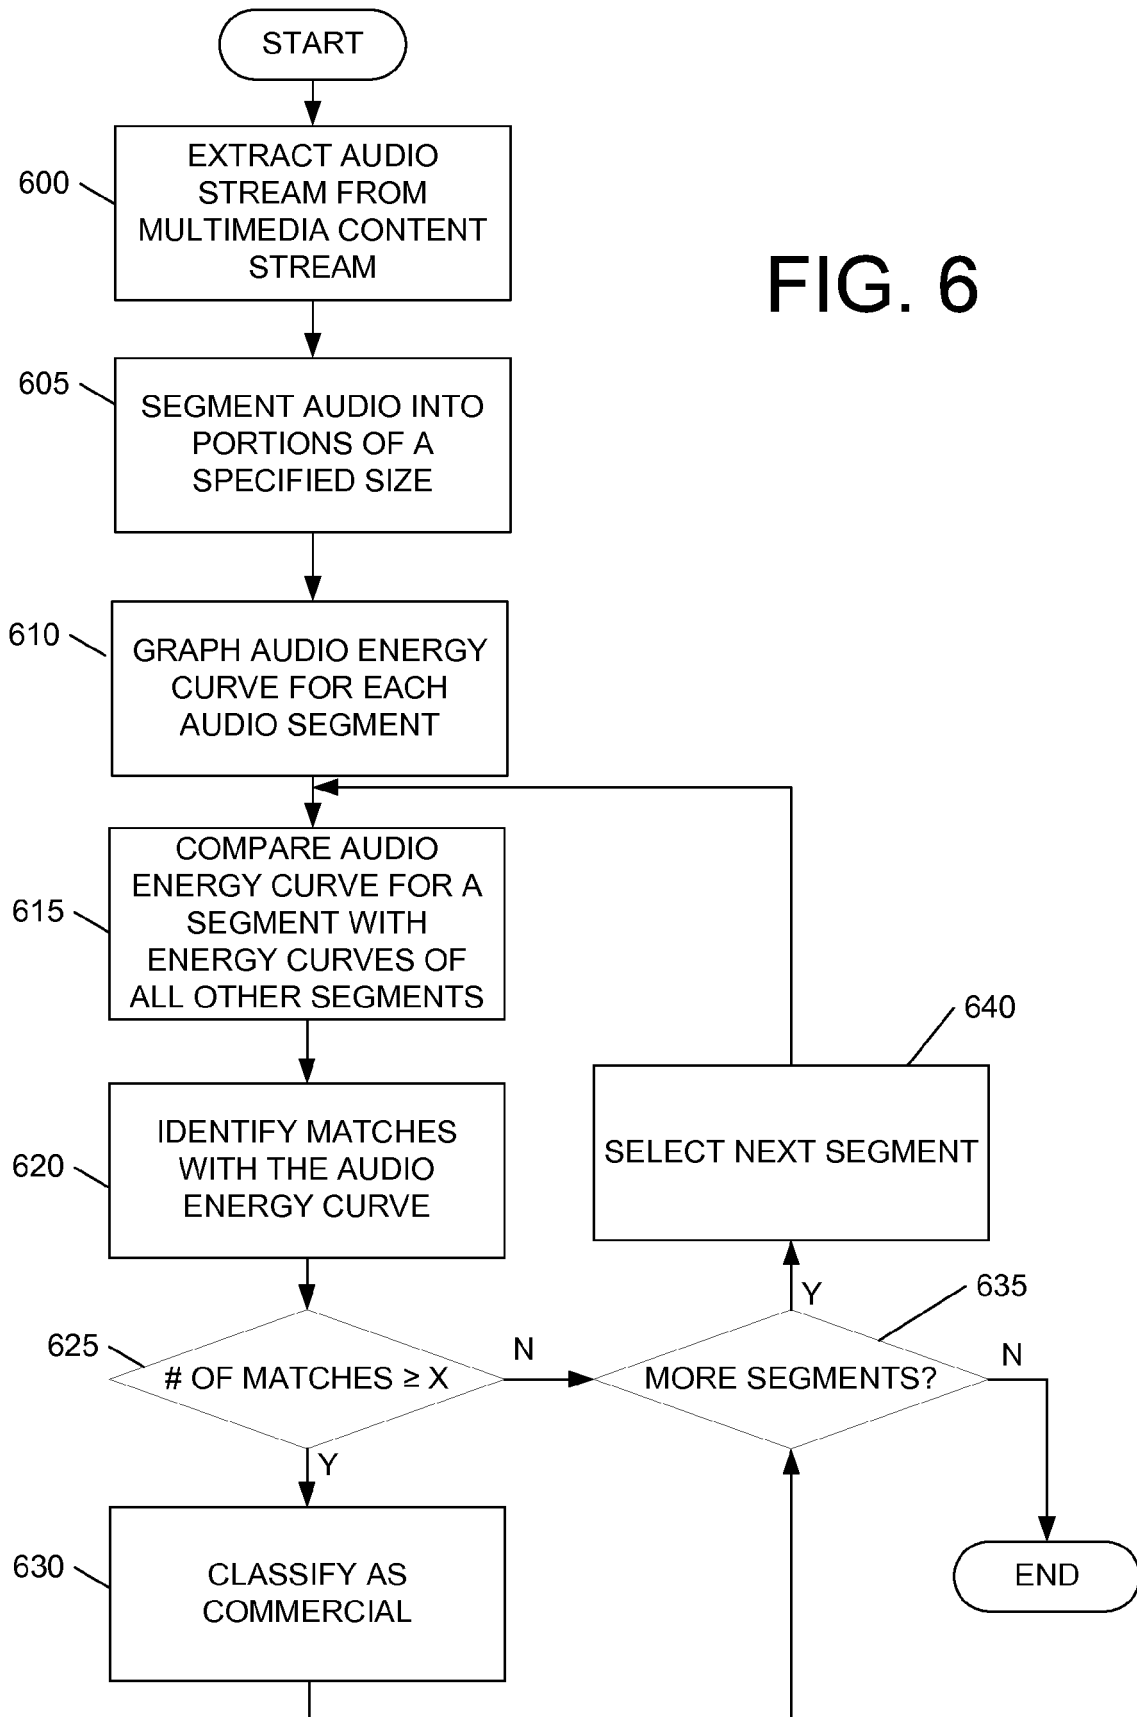 START
600
EXTRACT AUDIO
STREAM FROM
MULTIMEDIA CONTENT
STREAM
FIG. 6
605
SEGMENT AUDIO INTO
PORTIONS OF A
SPECIFIED SIZE
610
GRAPH AUDIO ENERGY
CURVE FOR EACH
AUDIO SEGMENT
615
COMPARE AUDIO
ENERGY CURVE FOR A
SEGMENT WITH
ENERGY CURVES OF
ALL OTHER SEGMENTS
620
IDENTIFY MATCHES
WITH THE AUDIO
ENERGY CURVE
640
SELECT NEXT SEGMENT
625
# OF MATCHES ≥ X
N
Y
635
MORE SEGMENTS?
Y
N
630
CLASSIFY AS
COMMERCIAL
END